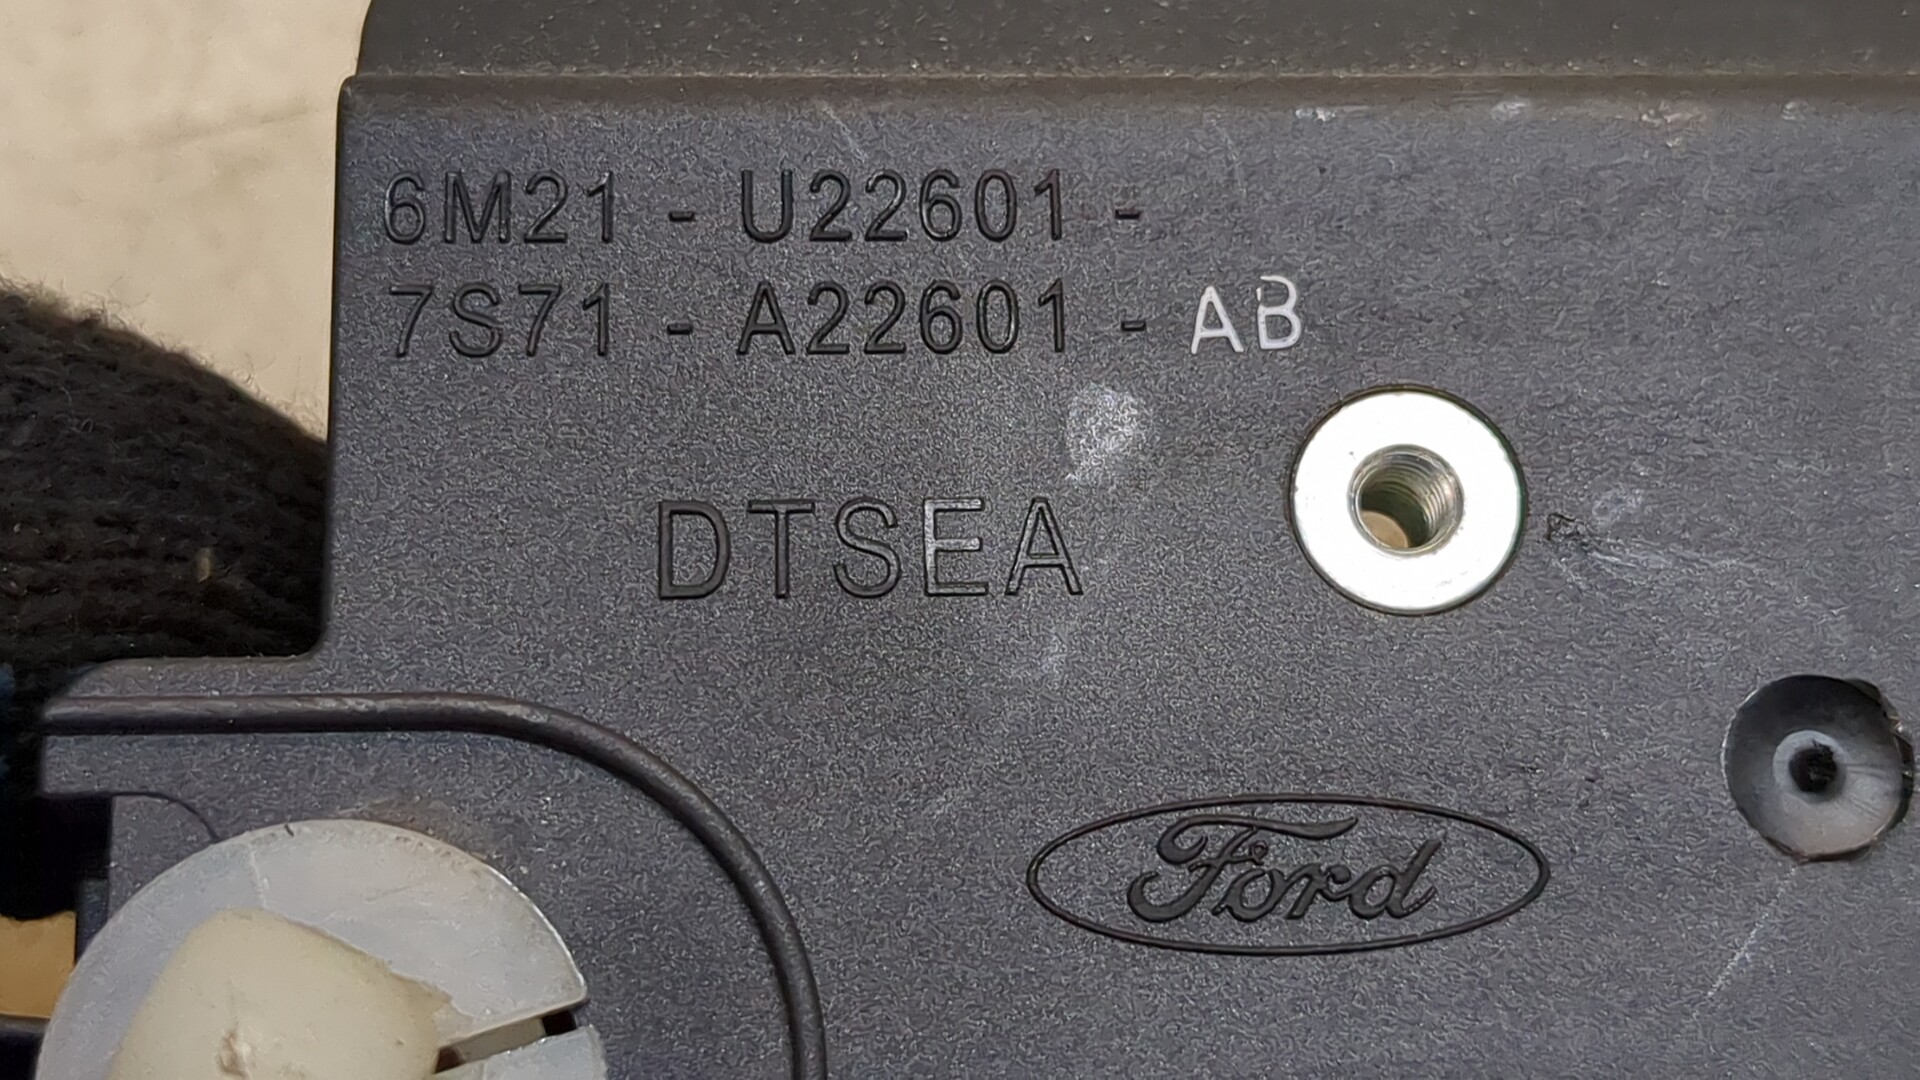 6M21 - U22601 -
7S71 - A22601 - AB
DTSEA
Ford